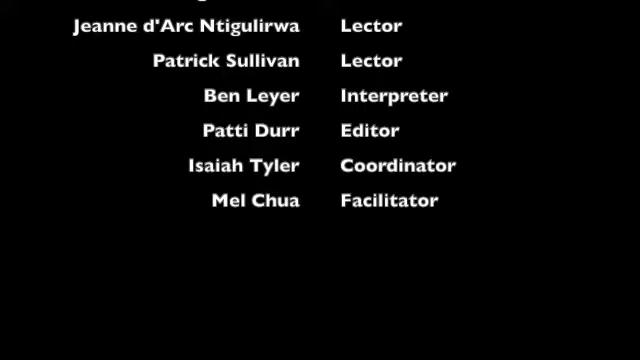 Jeanne d'Arc Ntigulirwa Lector
Patrick Sullivan Lector
Ben Leyer Interpreter
Patti Durr Editor
Isaiah Tyler Coordinator
Mel Chua Facilitator